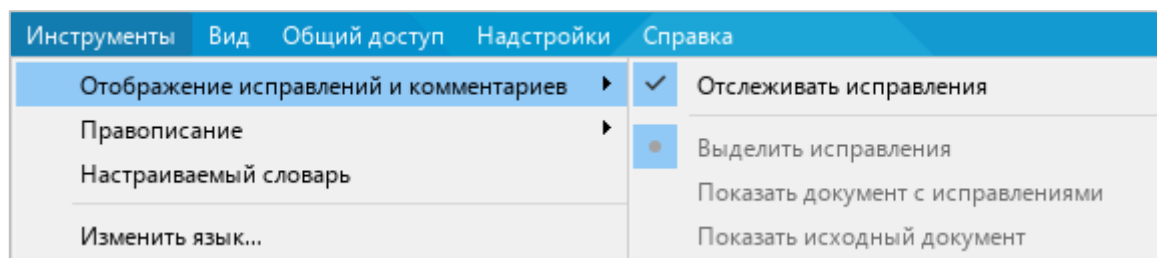 Инструменты Вид Общий доступ Надстройки Справка
Отображение исправлений и комментариев
Отслеживать исправления
Правописание
Выделить исправления
Настраиваемый словарь
Показать документ с исправлениями
Изменить язык...
Показать исходный документ